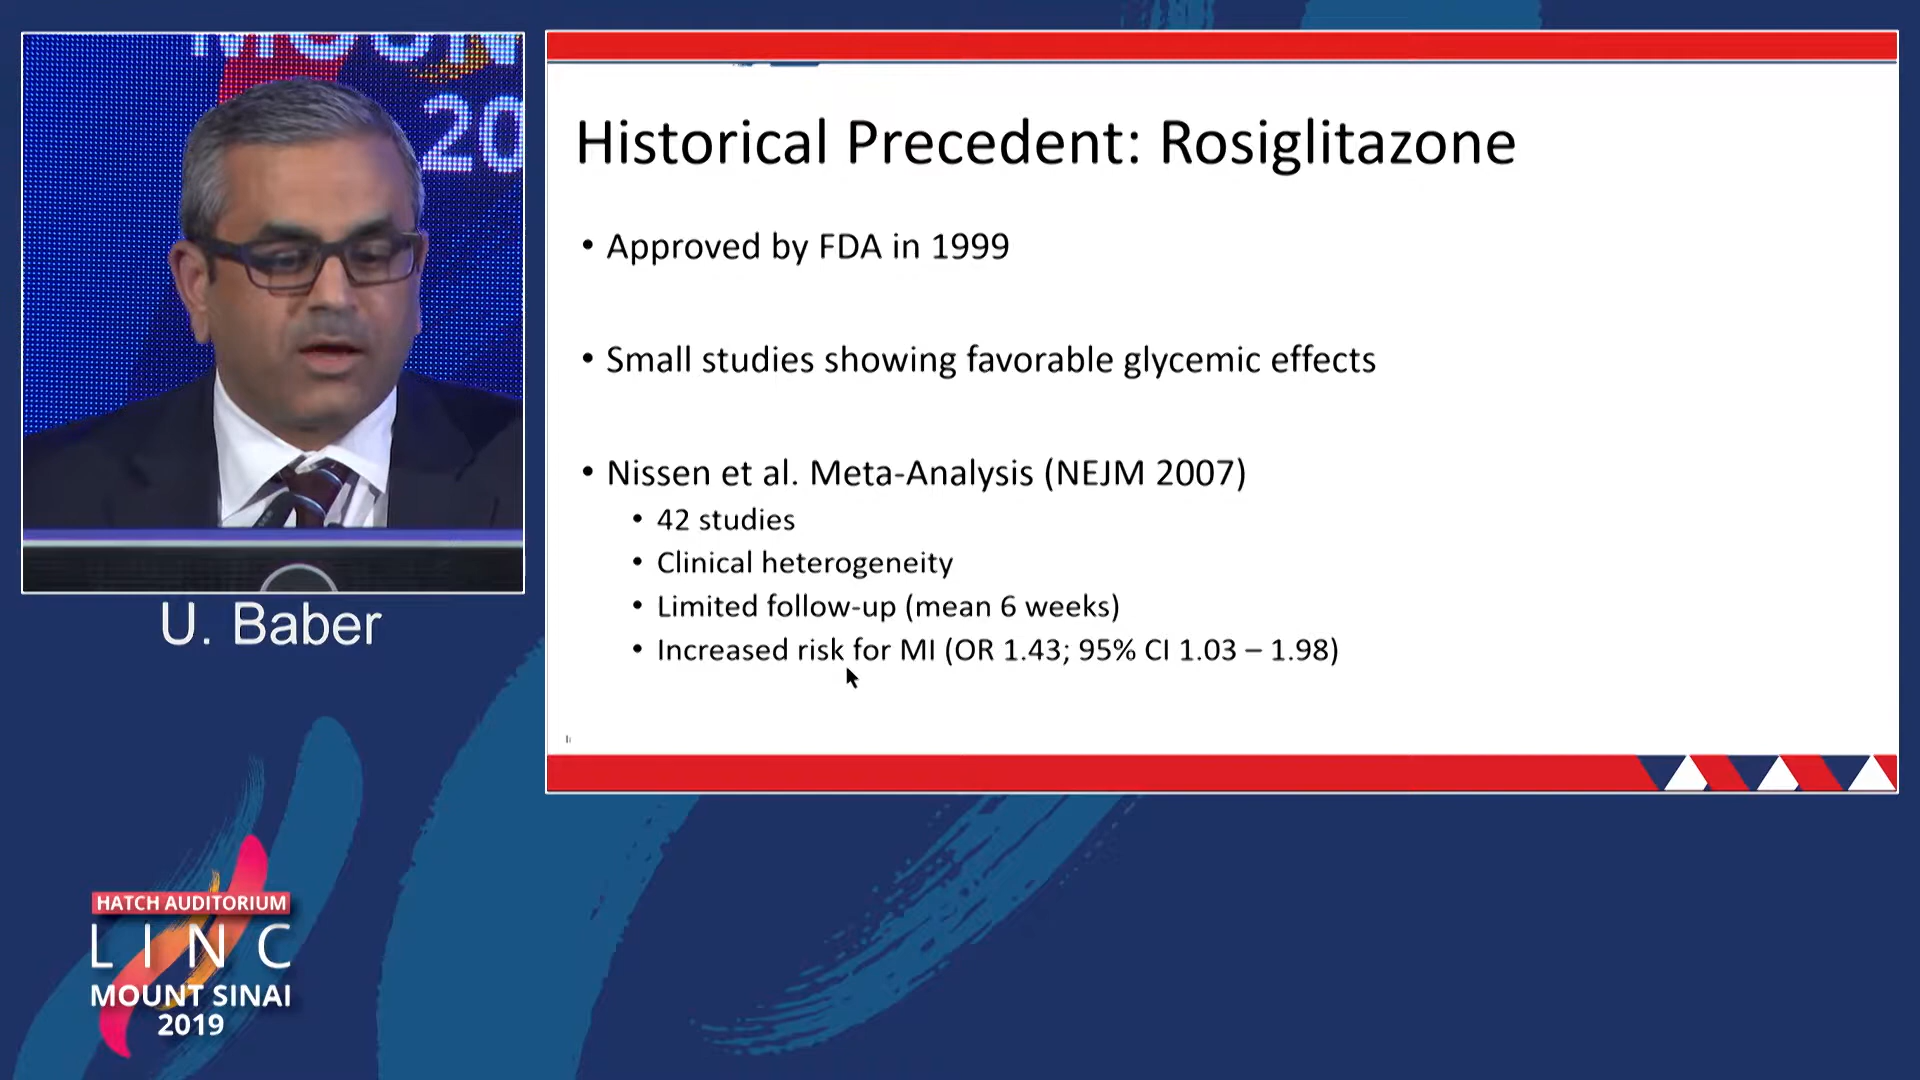 MOUN
20
U. Baber
Historical Precedent: Rosiglitazone
• Approved by FDA in 1999
• Small studies showing favorable glycemic effects
• Nissen et al. Meta-Analysis (NEJM 2007)
• 42 studies
• Clinical heterogeneity
• Limited follow-up (mean 6 weeks)
• Increased risk for MI (OR 1.43; 95% CI 1.03 – 1.98)
HATCH AUDITORIUM
LINC
MOUNT SINAI
2019